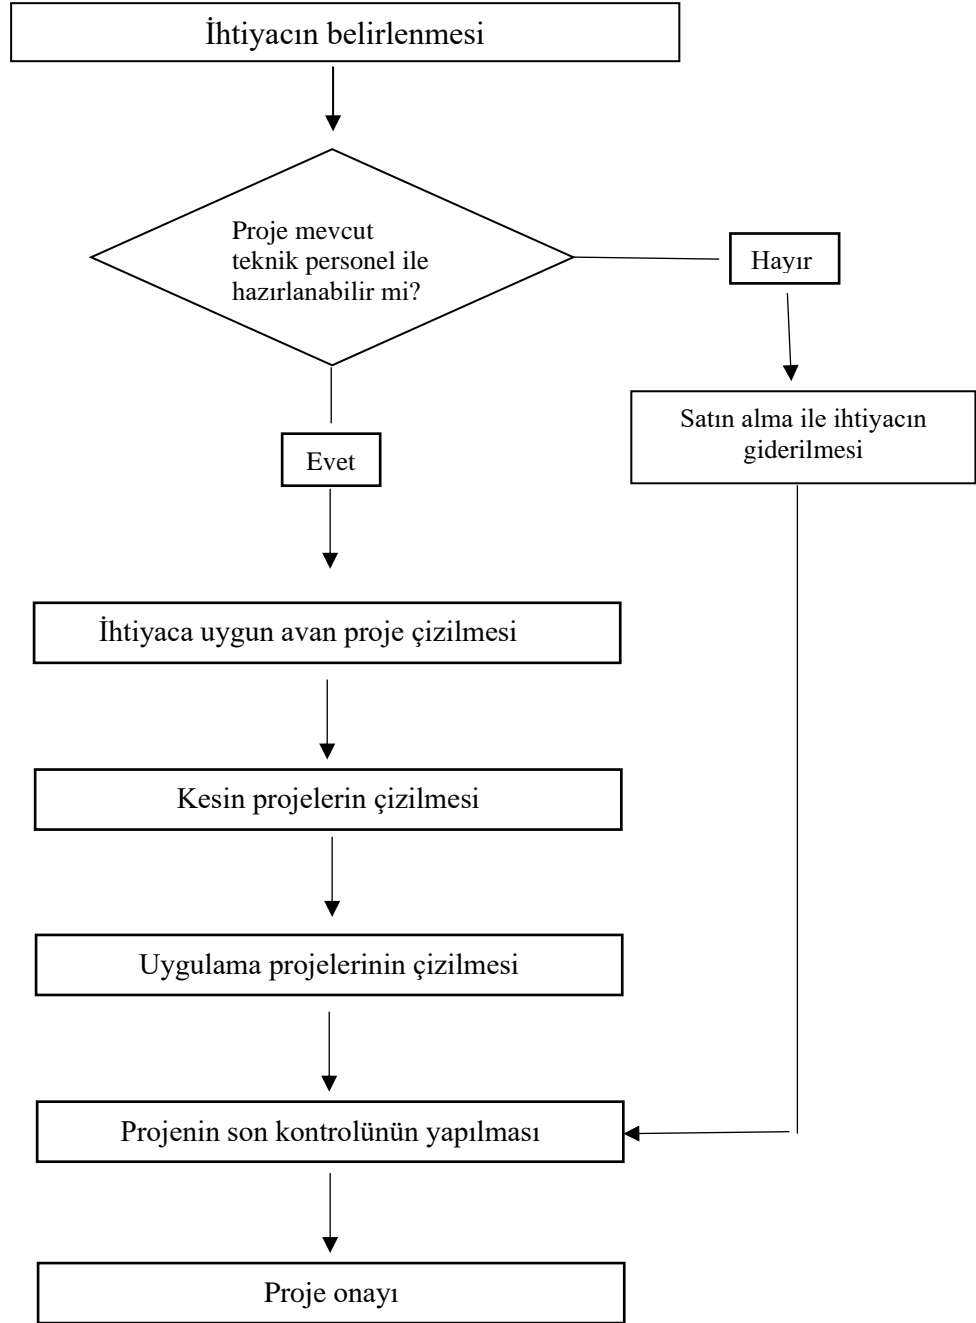 İhtiyacın belirlenmesi
Proje mevcut
teknik personel ile
hazırlanabilir mi?
Hayır
Satın alma ile ihtiyacın
giderilmesi
Evet
İhtiyaca uygun avan proje çizilmesi
Kesin projelerin çizilmesi
Uygulama projelerinin çizilmesi
Projenin son kontrolünün yapılması
Proje onayı